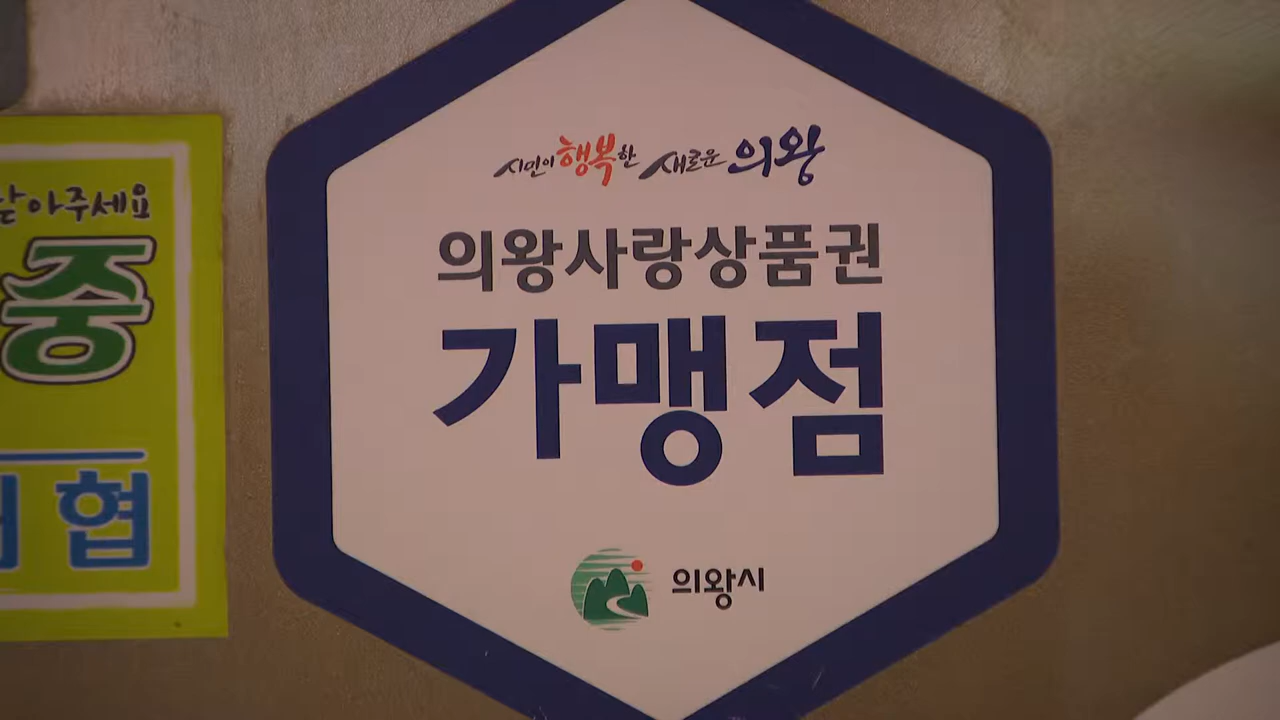 시민이 행복한 새로운 의왕
의왕사랑상품권
가맹점
의왕시
닫아주세요
중
협